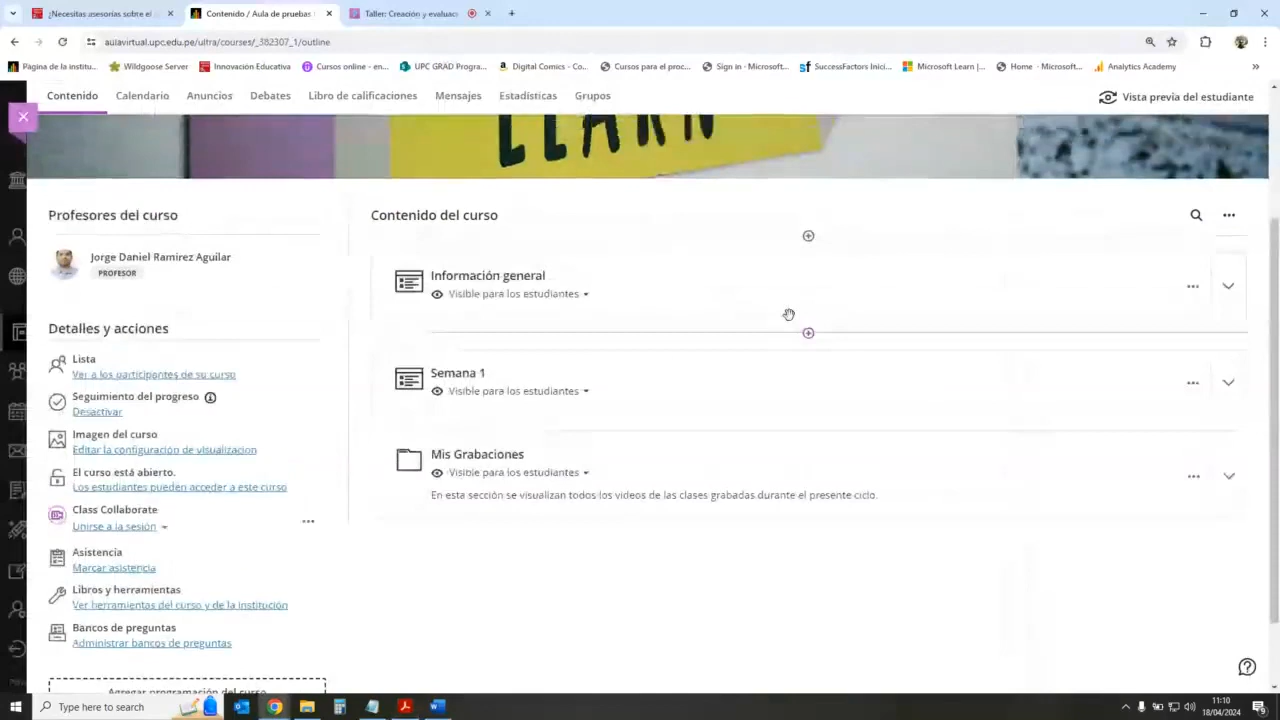 ¿Necesitas asesorías sobre el
Contenido / Aula de pruebas
Taller: Creación y evaluac
aulavirtual.upc.edu.pe/ultra/courses/_382307_1/outline
Página de la institu...
Wildgoose Server
Innovación Educativa
Cursos online - en...
UPC GRAD Progra...
Digital Comics - Co...
Cursos para el proc...
Sign in - Microsoft...
SuccessFactors Inici...
Microsoft Learn |...
Home - Microsoft...
Analytics Academy
Contenido
Calendario
Anuncios
Debates
Libro de calificaciones
Mensajes
Estadísticas
Grupos
Vista previa del estudiante
LEARN
Profesores del curso
Jorge Daniel Ramirez Aguilar
PROFESOR
Detalles y acciones
Lista
Ver a los participantes de su curso
Seguimiento del progreso
Desactivar
Imagen del curso
Editar la configuración de visualización
El curso está abierto.
Los estudiantes pueden acceder a este curso
Class Collaborate
Unirse a la sesión
Asistencia
Marcar asistencia
Libros y herramientas
Ver herramientas del curso y de la institución
Bancos de preguntas
Administrar bancos de preguntas
Agregar programación del curso
Contenido del curso
Información general
Visible para los estudiantes
Semana 1
Visible para los estudiantes
Mis Grabaciones
Visible para los estudiantes
En esta sección se visualizan todos los videos de las clases grabadas durante el presente ciclo.
Type here to search
11:10
18/04/2024